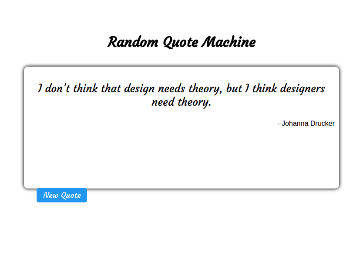 Random Quote Machine
I don't think that design needs theory, but I think designers
need theory.
- Johanna Drucker
New Quote